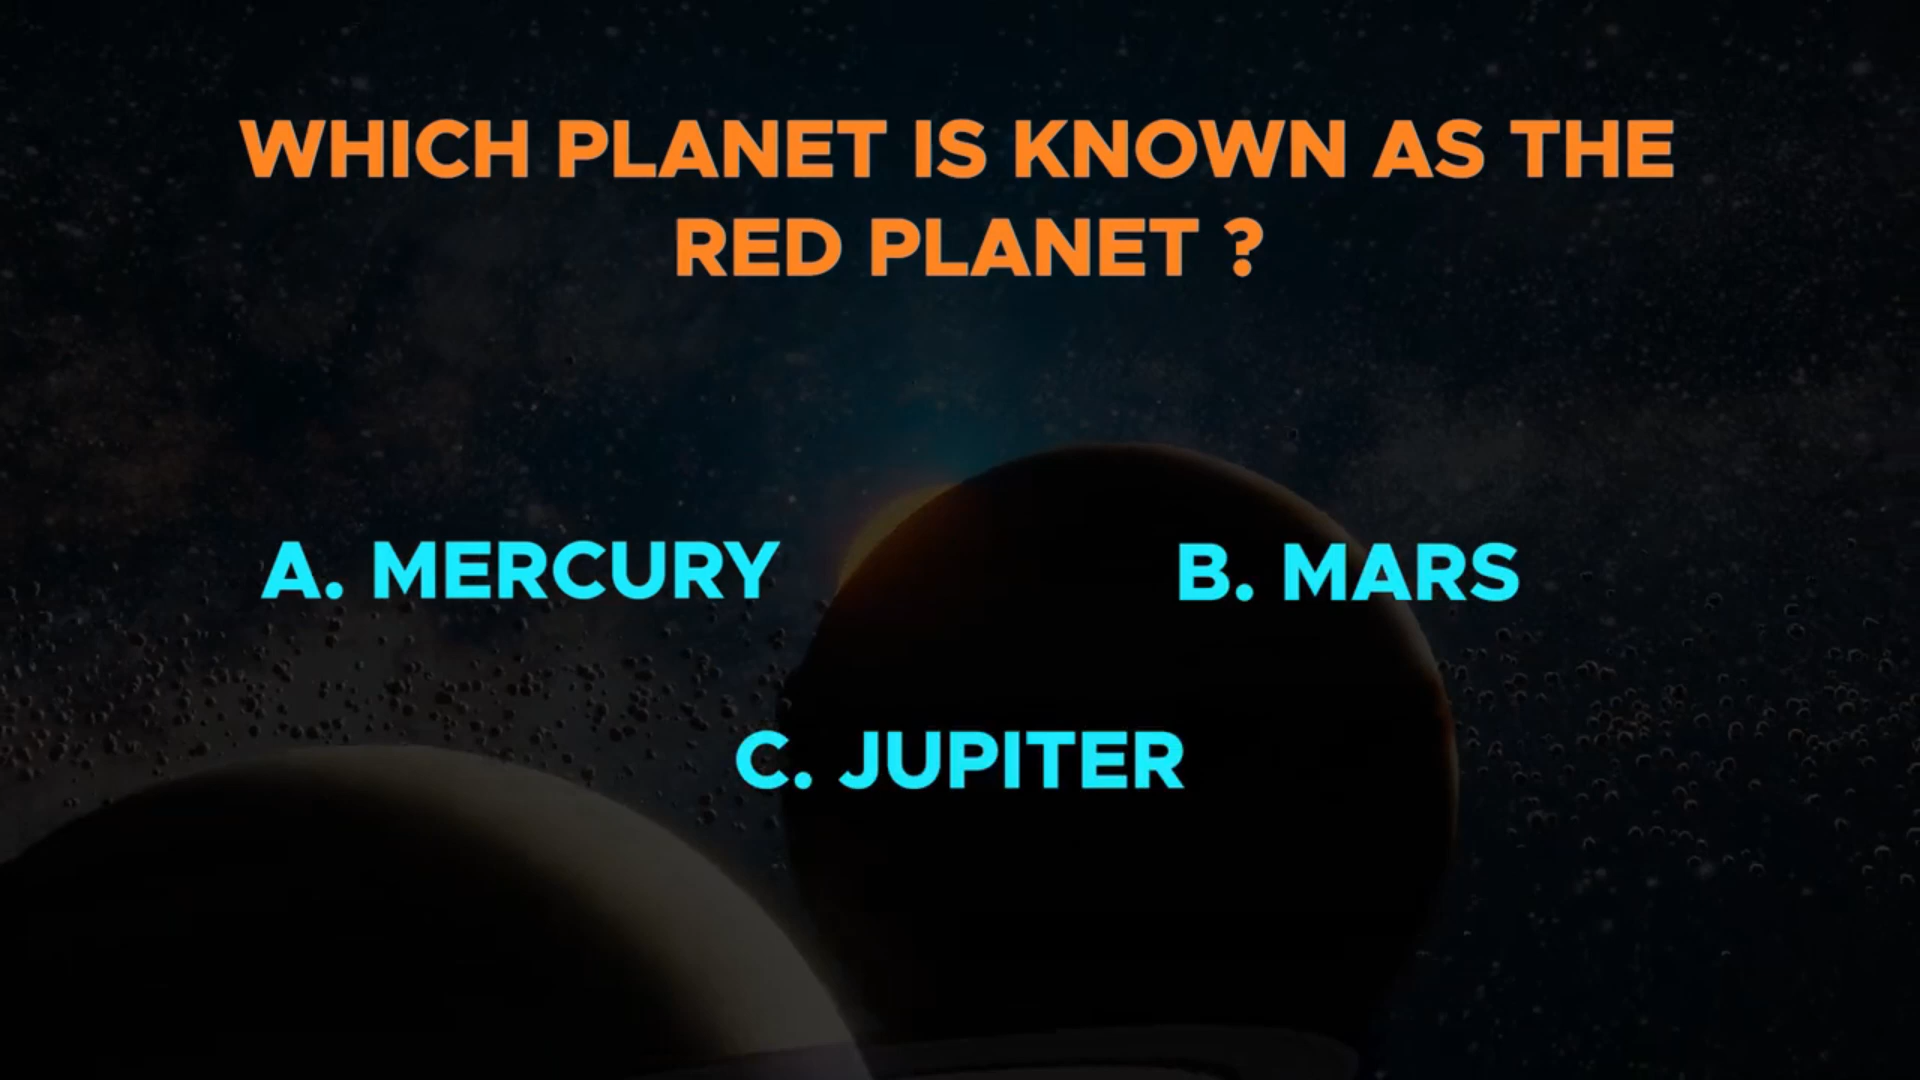 WHICH PLANET IS KNOWN AS THE
RED PLANET ?
A. MERCURY
B. MARS
C. JUPITER